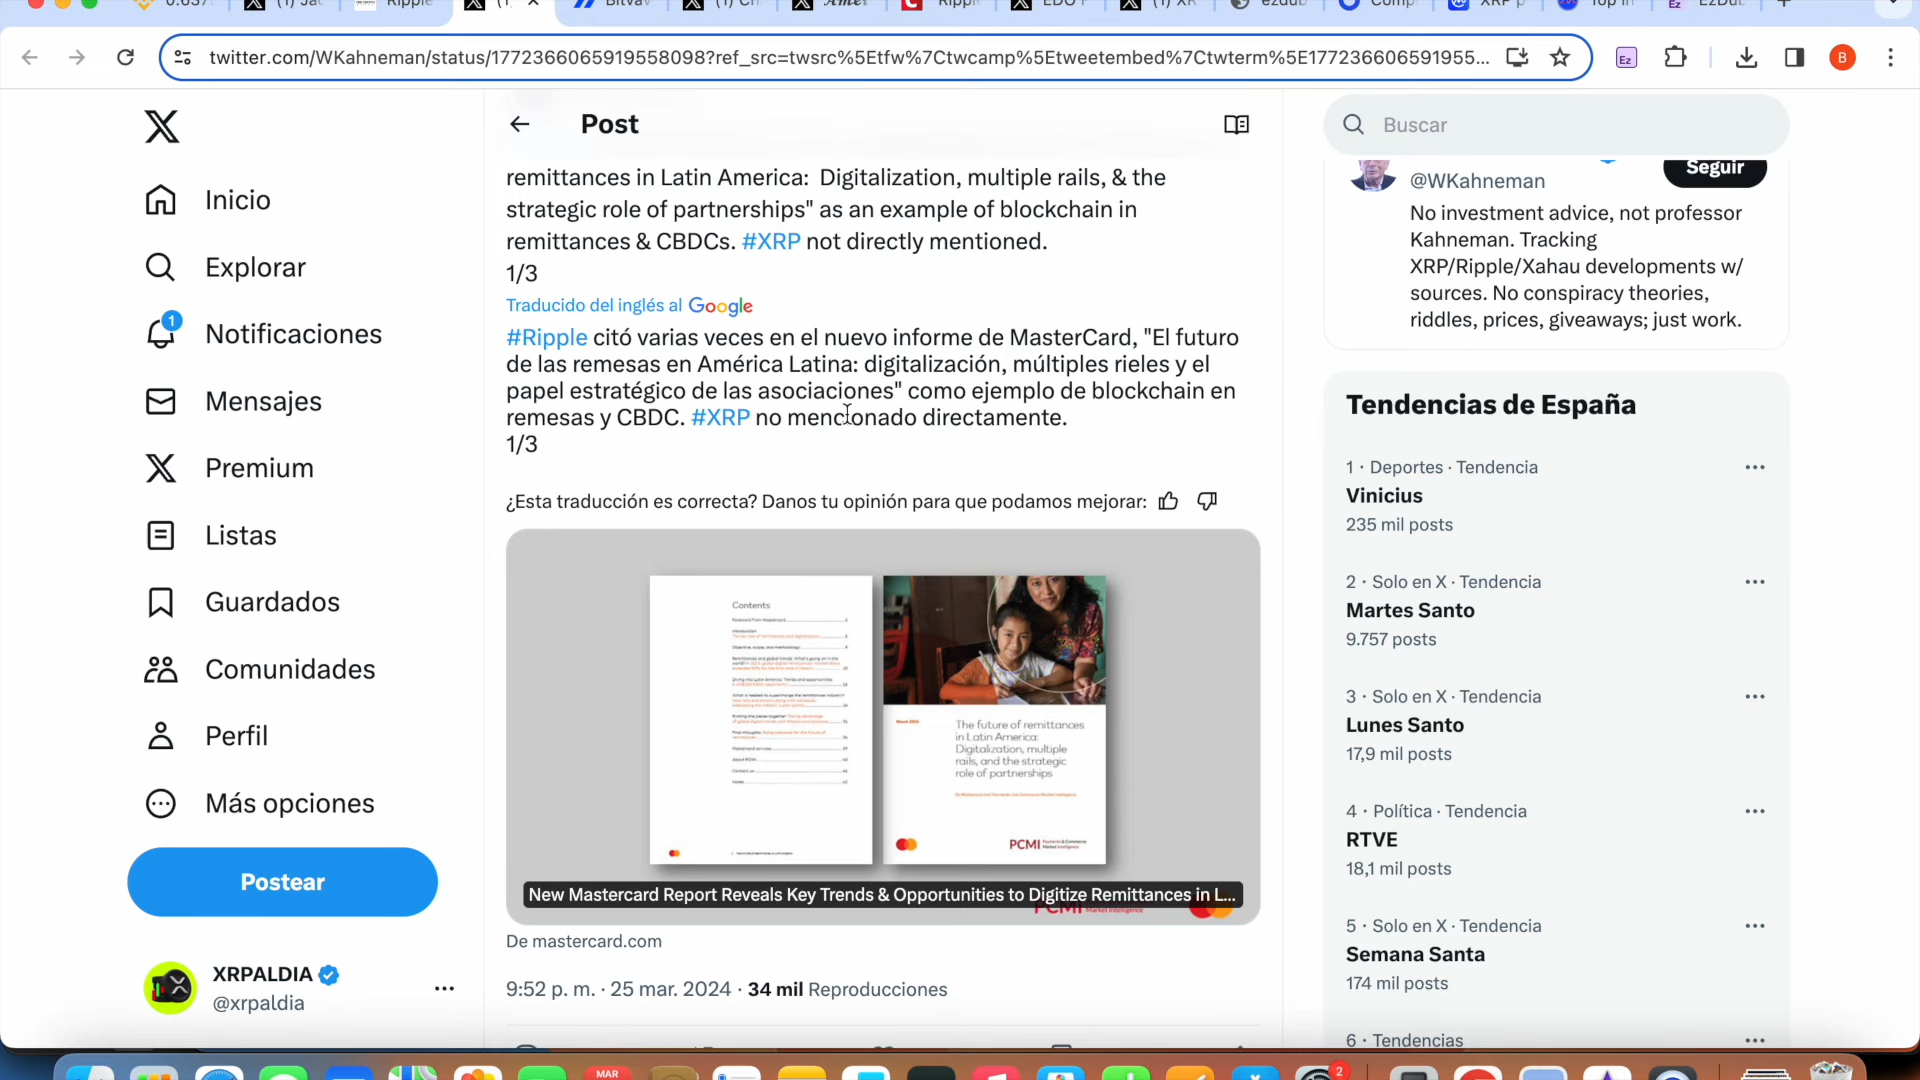 twitter.com/WKahneman/status/1772366065919558098?ref_src=twsrc%5Etfw%7Ctwcamp%5Etweetembed%7Ctwterm%5E177236606591955...
Ez
B
Post
Buscar
Inicio
Explorar
1
Notificaciones
Mensajes
Premium
Listas
Guardados
Comunidades
Perfil
Más opciones
Postear
XRPALDIA
@xrpaldia
remittances in Latin America: Digitalization, multiple rails, & the
strategic role of partnerships" as an example of blockchain in
remittances & CBDCs. #XRP not directly mentioned.
1/3
Traducido del inglés al Google
#Ripple citó varias veces en el nuevo informe de MasterCard, "El futuro
de las remesas en América Latina: digitalización, múltiples rieles y el
papel estratégico de las asociaciones" como ejemplo de blockchain en
remesas y CBDC. #XRP no mencionado directamente.
1/3
¿Esta traducción es correcta? Danos tu opinión para que podamos mejorar:
Contents
The future of remittances
in Latin America:
Digitalization, multiple
rails, and the strategic
role of partnerships
PCMI
New Mastercard Report Reveals Key Trends & Opportunities to Digitize Remittances in L...
De mastercard.com
9:52 p. m. · 25 mar. 2024 · 34 mil Reproducciones
Seguir
@WKahneman
No investment advice, not professor
Kahneman. Tracking
XRP/Ripple/Xahau developments w/
sources. No conspiracy theories,
riddles, prices, giveaways; just work.
Tendencias de España
1 · Deportes · Tendencia
Vinicius
235 mil posts
2 · Solo en X · Tendencia
Martes Santo
9.757 posts
3 · Solo en X · Tendencia
Lunes Santo
17,9 mil posts
4 · Política · Tendencia
RTVE
18,1 mil posts
5 · Solo en X · Tendencia
Semana Santa
174 mil posts
6 · Tendencias
MAR
2